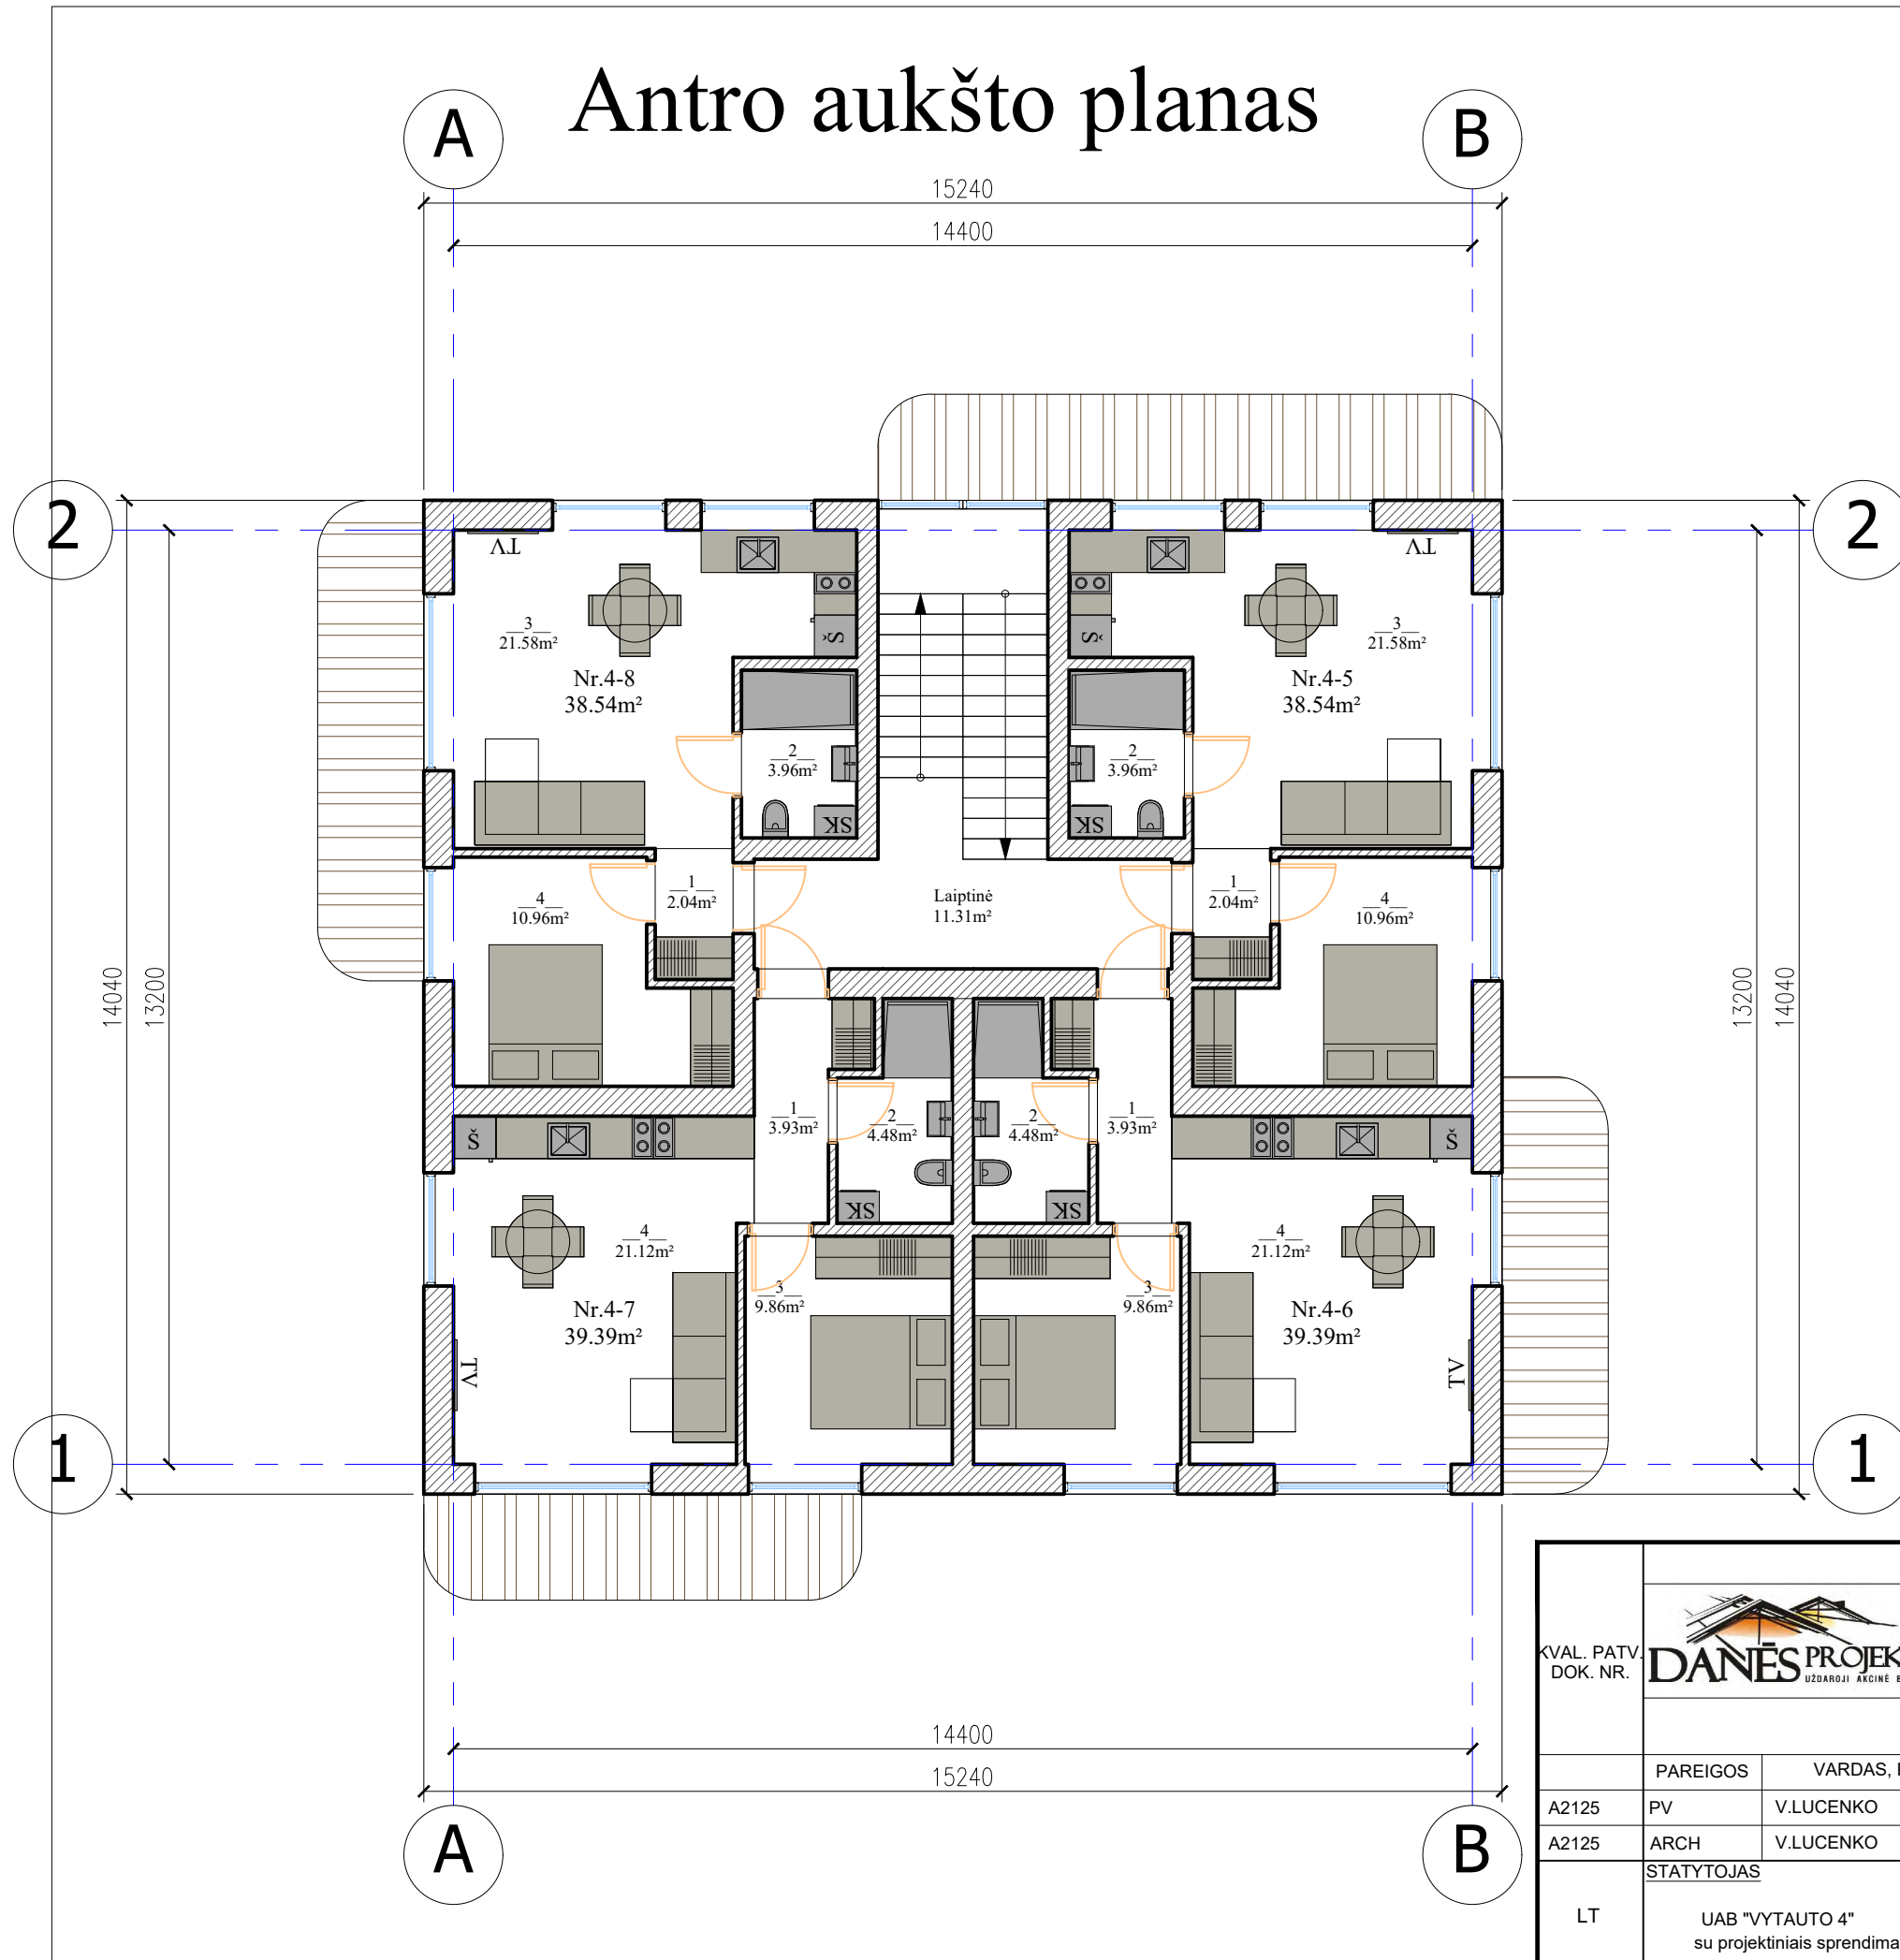 Antro aukšto planas
A
B
15240
14400
2
2
TV
TV
Š
Š
3
21.58m²
3
21.58m²
Nr.4-8
38.54m²
Nr.4-5
38.54m²
2
3.96m²
2
3.96m²
SK
SK
1
2.04m²
1
2.04m²
Laiptinė
11.31m²
4
10.96m²
4
10.96m²
14040
13200
13200
14040
Š
Š
1
3.93m²
2
4.48m²
2
4.48m²
1
3.93m²
SK
SK
4
21.12m²
4
21.12m²
3
9.86m²
3
9.86m²
Nr.4-7
39.39m²
Nr.4-6
39.39m²
TV
TV
1
1
14400
15240
A
B
KVAL. PATV.
DOK. NR.
DANĖS PROJEK
UŽDAROJI AKCINĖ B
PAREIGOS VARDAS,
A2125 PV V.LUCENKO
A2125 ARCH V.LUCENKO
STATYTOJAS
LT
UAB "VYTAUTO 4"
su projektiniais sprendima